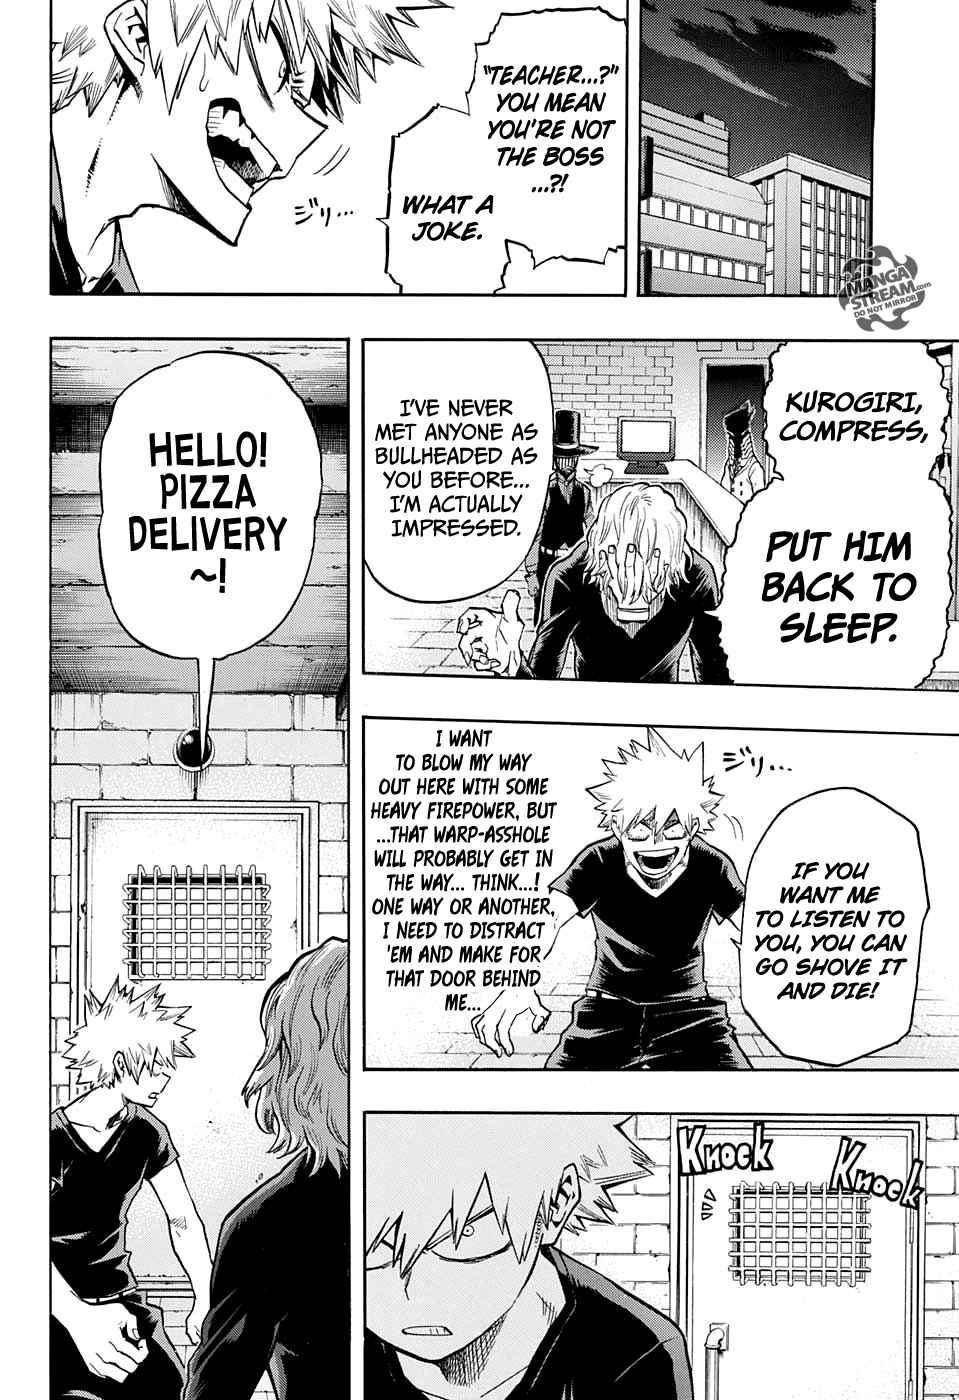 "TEACHER...?"
YOU MEAN
YOU'RE NOT
THE BOSS
...?!
WHAT A
JOKE.
ジリ...
MANGA
STREAM.com
DO NOT MIRROR
KUROGIRI,
COMPRESS,
PUT HIM
BACK TO
SLEEP.
I'VE NEVER
MET ANYONE AS
BULLHEADED AS
YOU BEFORE...
I'M ACTUALLY
IMPRESSED.
IF YOU
WANT ME
TO LISTEN TO
YOU, YOU CAN
GO SHOVE IT
AND DIE!
ジリ...
I WANT
TO BLOW MY WAY
OUT HERE WITH SOME
HEAVY FIREPOWER, BUT
...THAT WARP-ASSHOLE
WILL PROBABLY GET IN
THE WAY... THINK...!
ONE WAY OR ANOTHER,
I NEED TO DISTRACT
'EM AND MAKE FOR
THAT DOOR BEHIND
ME...
KNOCK
KNOCK
HELLO!
PIZZA
DELIVERY
~!